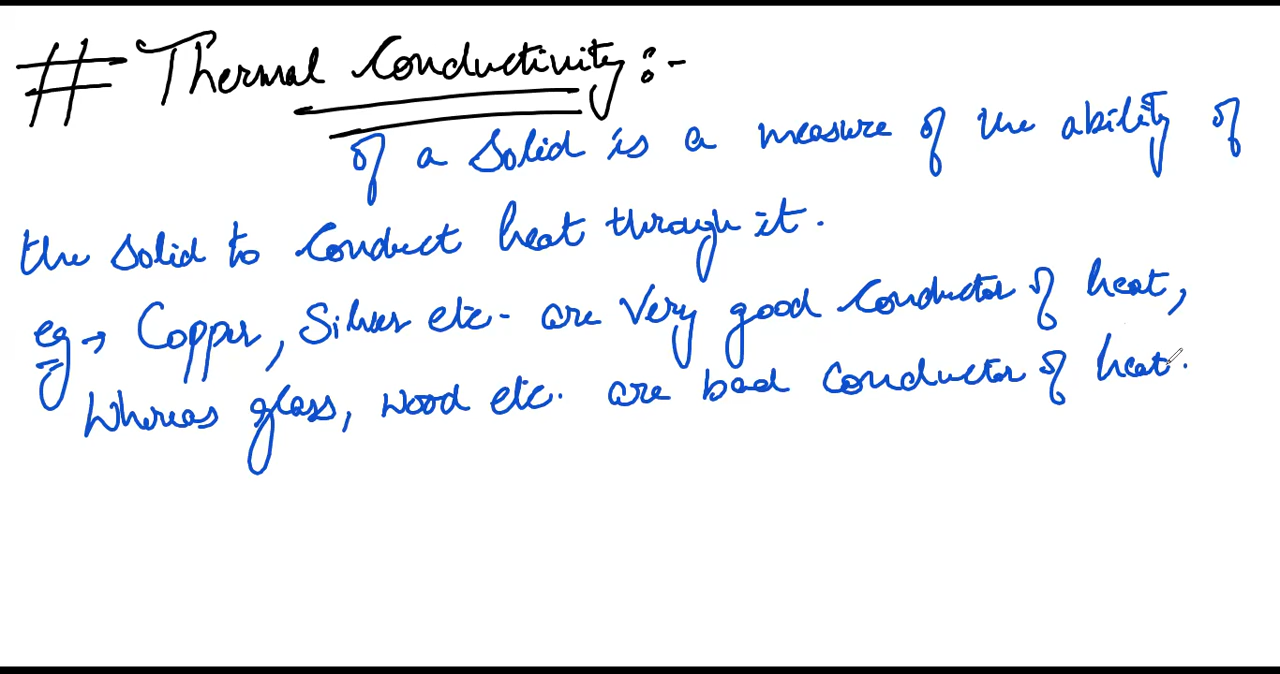 # Thermal Conductivity :-
of a solid is a measure of the ability of
the solid to conduct heat through it.
eg → Copper, Silver etc- are very good conductor of heat,
Whereas glass, wood etc. are bad conductor of heat.